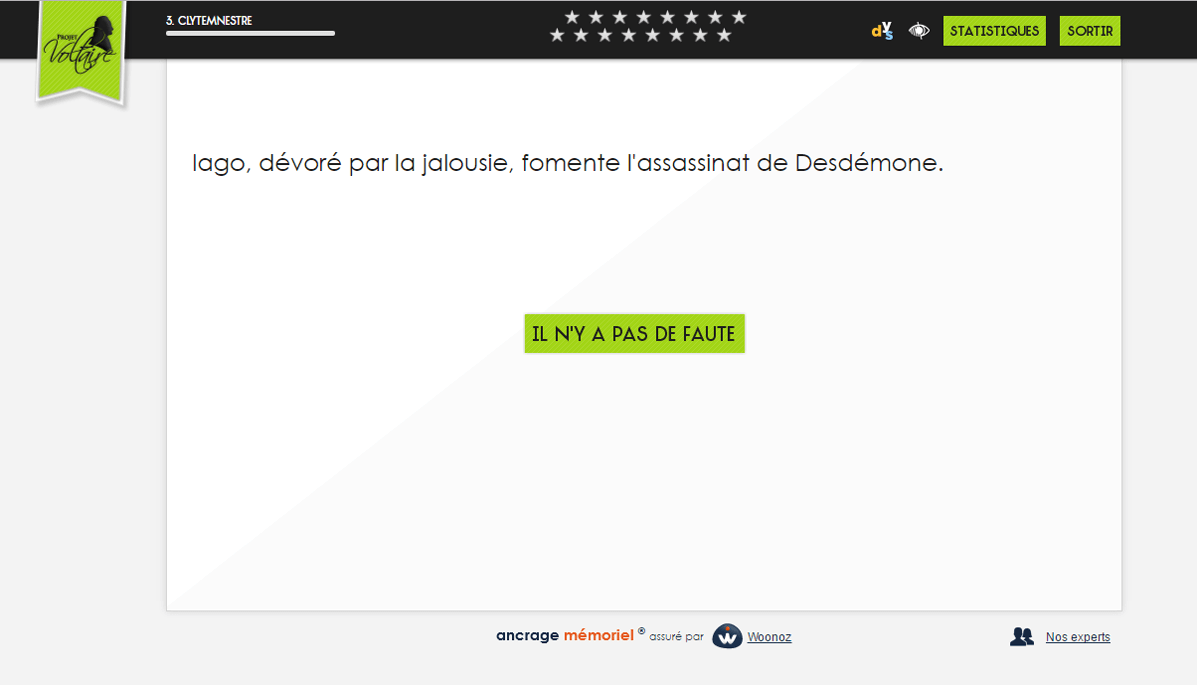 3. CLYTEMNESTRE
PROJET
Voltaire
dys
STATISTIQUES
SORTIR
Iago, dévoré par la jalousie, fomente l'assassinat de Desdémone.
IL N'Y A PAS DE FAUTE
ancrage mémoriel ® assuré par Woonoz
Nos experts